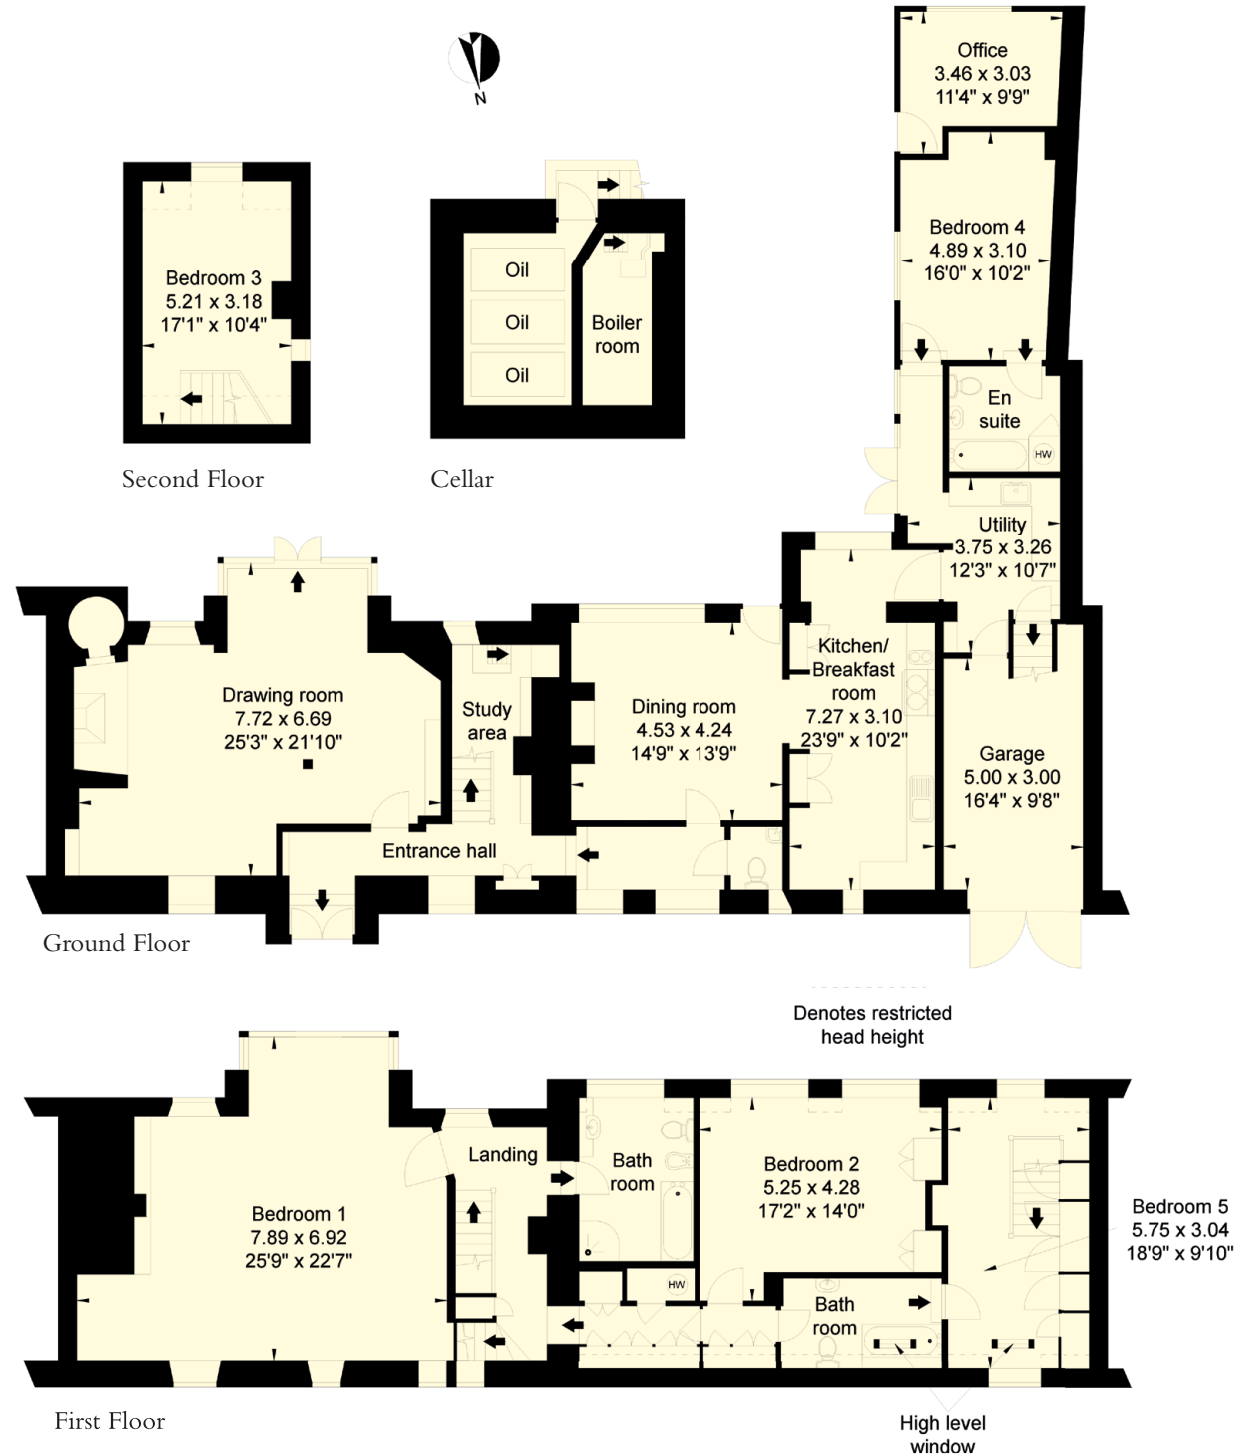 Office
3.46 x 3.03
11'4" x 9'9"
N
Bedroom 3
5.21 x 3.18
17'1" x 10'4"
Second Floor
Oil
Oil
Oil
Boiler
room
Cellar
Bedroom 4
4.89 x 3.10
16'0" x 10'2"
En
suite
HW
Utility
3.75 x 3.26
12'3" x 10'7"
Drawing room
7.72 x 6.69
25'3" x 21'10"
Study
area
Dining room
4.53 x 4.24
14'9" x 13'9"
Kitchen/
Breakfast
room
7.27 x 3.10
23'9" x 10'2"
Garage
5.00 x 3.00
16'4" x 9'8"
Entrance hall
Ground Floor
Denotes restricted
head height
Bedroom 1
7.89 x 6.92
25'9" x 22'7"
Landing
Bath
room
HW
Bedroom 2
5.25 x 4.28
17'2" x 14'0"
Bath
room
Bedroom 5
5.75 x 3.04
18'9" x 9'10"
High level
window
First Floor